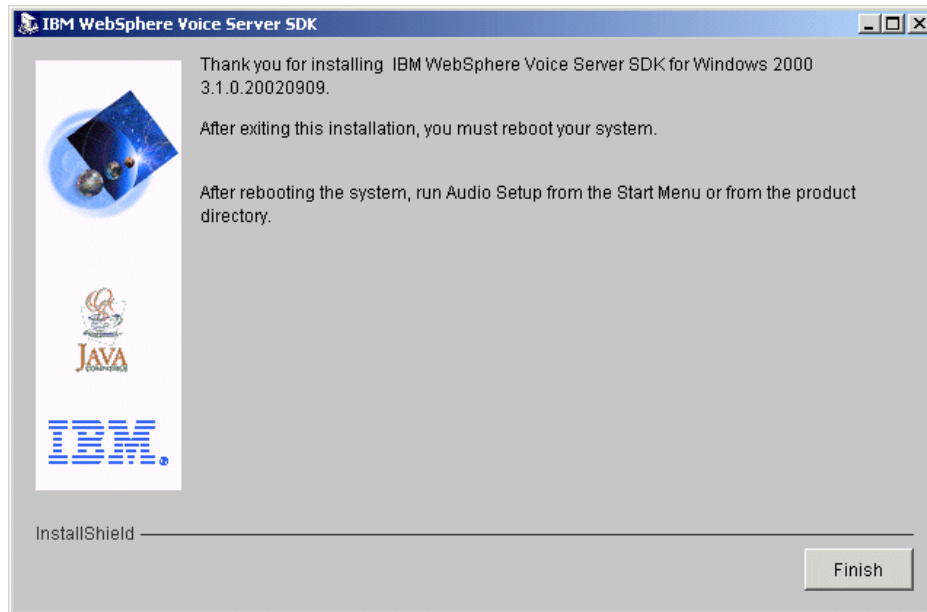 IBM WebSphere Voice Server SDK
Thank you for installing IBM WebSphere Voice Server SDK for Windows 2000
3.1.0.20020909.
After exiting this installation, you must reboot your system.
After rebooting the system, run Audio Setup from the Start Menu or from the product
directory.
JAVA
COMPATIBLE
IBM.
InstallShield
Finish